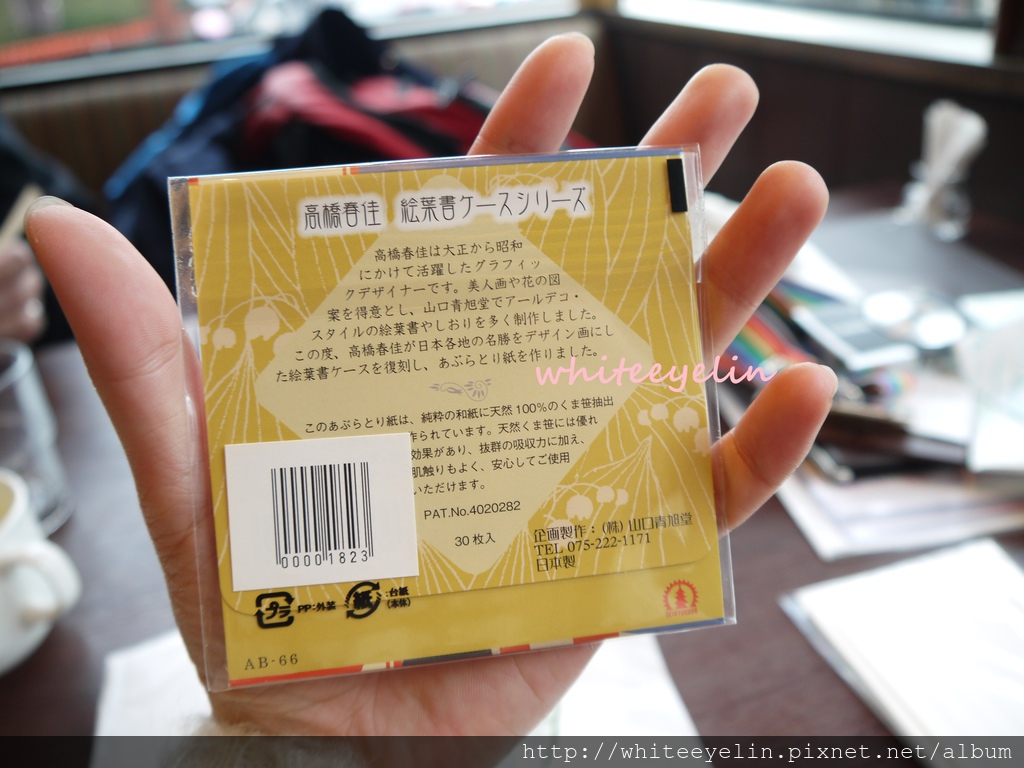 高橋春佳 絵葉書ケースシリーズ
高橋春佳は大正から昭和
にかけて活躍したグラフィッ
クデザイナーです。美人画や花の図
案を得意とし、山口青旭堂でアールデコ・
スタイルの絵葉書やしおりを多く制作しました。
この度、高橋春佳が日本各地の名勝をデザイン画にし
た絵葉書ケースを復刻し、あぶらとり紙を作りました。
whiteeyelin
このあぶらとり紙は、純粋の和紙に天然100%のくま笹抽出
作られています。天然くま笹には優れ
効果があり、抜群の吸収力に加え、
肌触りもよく、安心してご使用
いただけます。
PAT.No.4020282
30枚入
企画製作：(株)山口青旭堂
TEL 075-222-1171
日本製
00001823
プラ PP:外装 紙 :台紙
(本体)
AB-66
http://whiteeyelin.pixnet.net/album